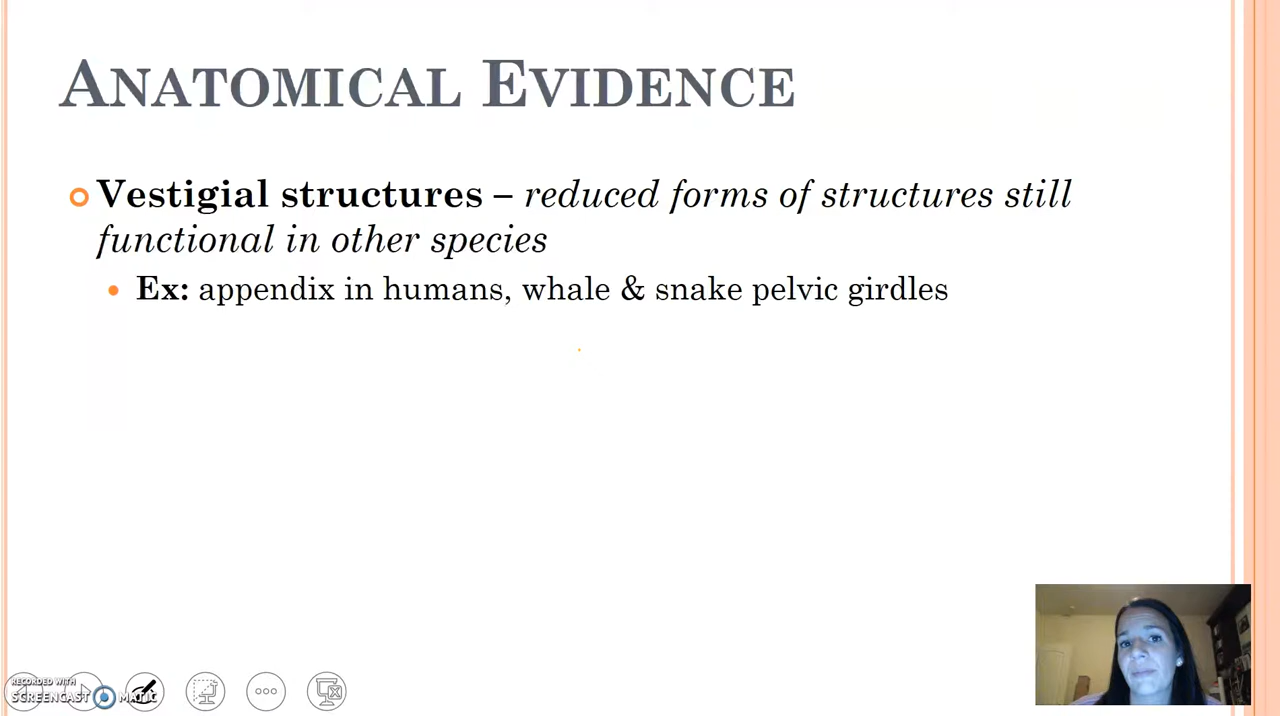 ANATOMICAL EVIDENCE
Vestigial structures – reduced forms of structures still
functional in other species
Ex: appendix in humans, whale & snake pelvic girdles
RECORDED WITH
SCREENCAST MATIC